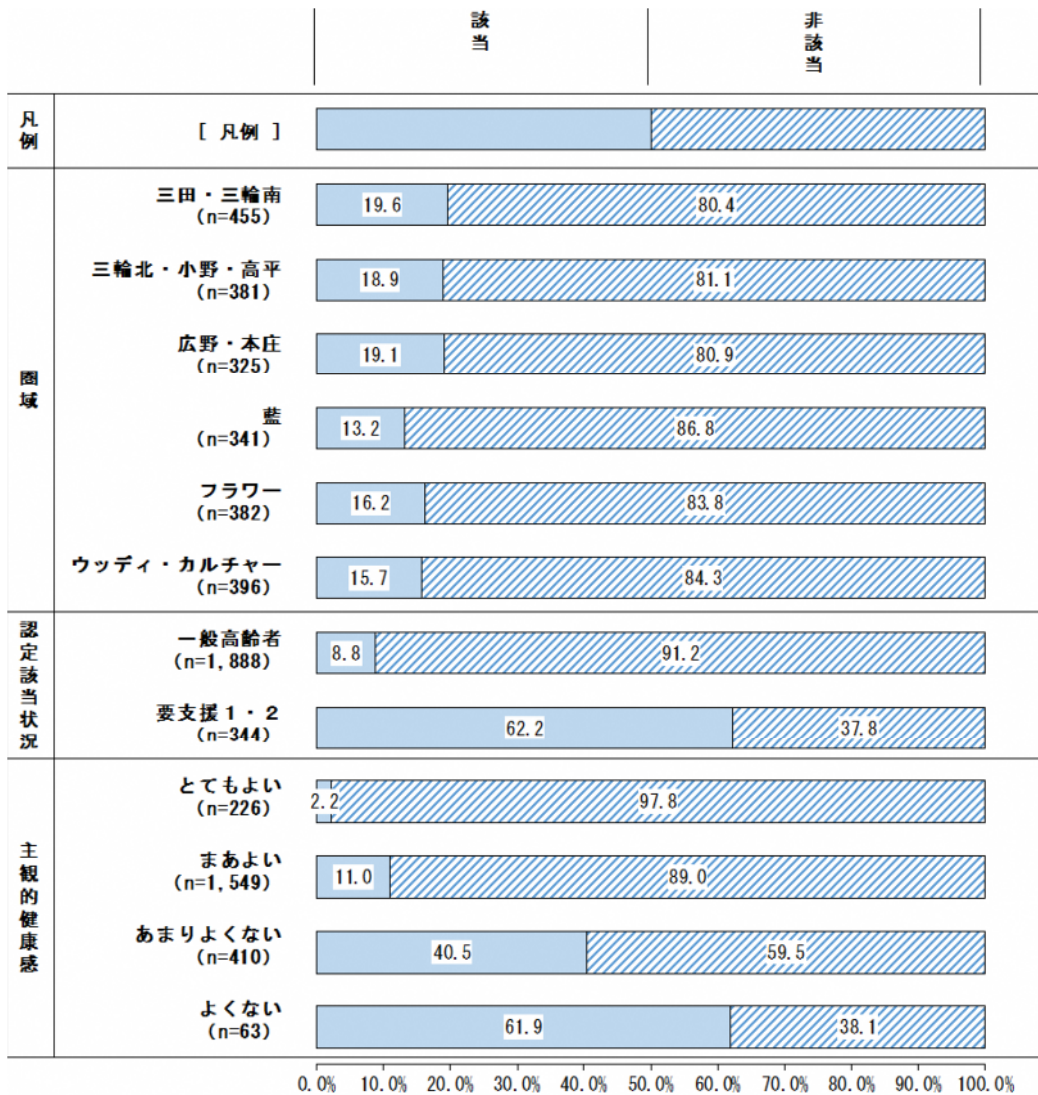 該当
非該当
凡例
[ 凡例 ]
圏域
三田・三輪南
(n=455)
19.6
80.4
三輪北・小野・高平
(n=381)
18.9
81.1
広野・本庄
(n=325)
19.1
80.9
藍
(n=341)
13.2
86.8
フラワー
(n=382)
16.2
83.8
ウッディ・カルチャー
(n=396)
15.7
84.3
認定該当状況
一般高齢者
(n=1,888)
8.8
91.2
要支援1・2
(n=344)
62.2
37.8
主観的健康感
とてもよい
(n=226)
2.2
97.8
まあよい
(n=1,549)
11.0
89.0
あまりよくない
(n=410)
40.5
59.5
よくない
(n=63)
61.9
38.1
0.0% 10.0% 20.0% 30.0% 40.0% 50.0% 60.0% 70.0% 80.0% 90.0% 100.0%